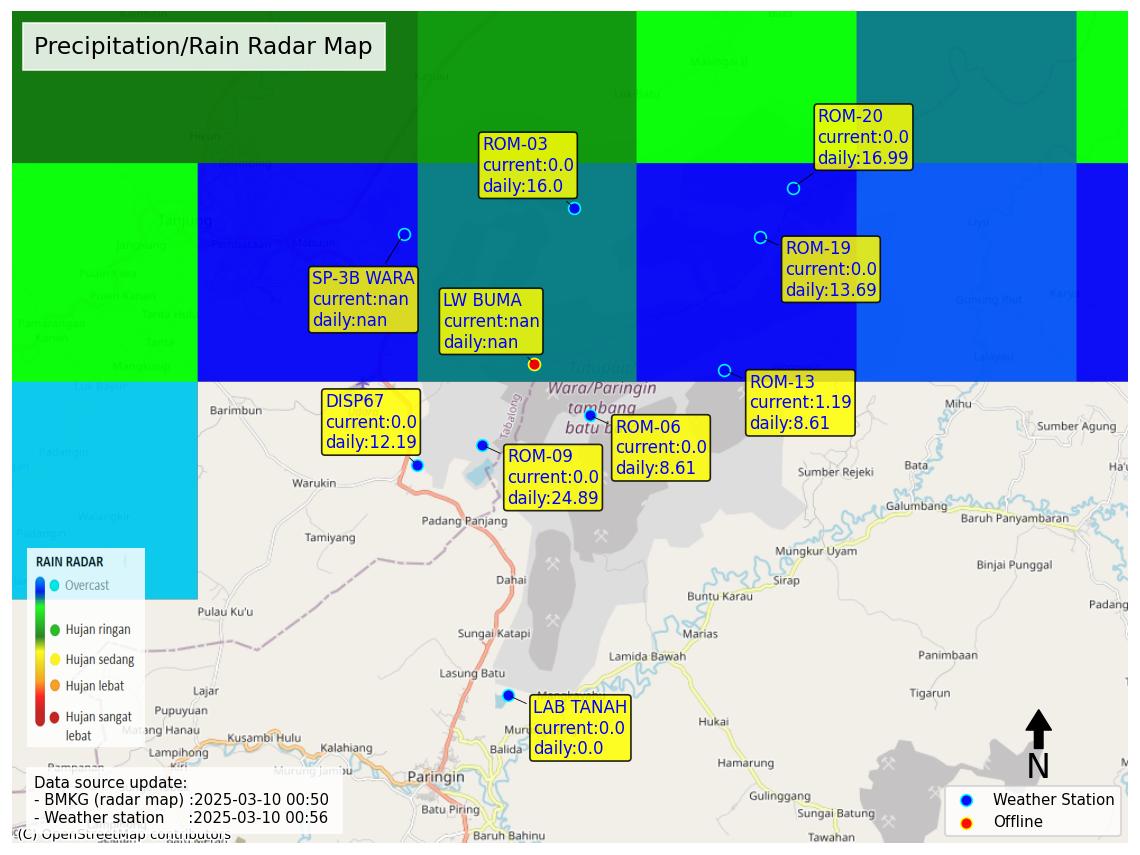 Precipitation/Rain Radar Map
ROM-20
current:0.0
daily:16.99
ROM-03
current:0.0
daily:16.0
Tanjung
ROM-19
current:0.0
daily:13.69
SP-3B WARA
current:nan
daily:nan
LW BUMA
current:nan
daily:nan
ROM-13
current:1.19
daily:8.61
Wara/Paringin
tambang
batu b
Tabalong
DISP67
current:0.0
daily:12.19
ROM-06
current:0.0
daily:8.61
ROM-09
current:0.0
daily:24.89
Barimbun
Mihu
Sumber Agung
Warukin
Sumber Rejeki
Bata
Ha'u
Galumbang
Baruh Panyambaran
Padang Panjang
Tamiyang
Mungkur Uyam
Binjai Punggal
Dahai
Sirap
Buntu Karau
Padang
Pulau Ku'u
Sungai Katapi
Marias
Lamida Bawah
Panimbaan
Lasung Batu
Tigarun
Lajar
Pupuyuan
Matang Hanau
Lampihong
Kusambi Hulu
Kalahiang
Hukai
Balida
Hamarung
Murung Jambu
Paringin
Gulinggang
Batu Piring
Sungai Batung
Baruh Bahinu
Tawahan
LAB TANAH
current:0.0
daily:0.0
RAIN RADAR
Overcast
Hujan ringan
Hujan sedang
Hujan lebat
Hujan sangat
lebat
Data source update:
- BMKG (radar map) :2025-03-10 00:50
- Weather station :2025-03-10 00:56
(C) OpenStreetMap contributors
N
Weather Station
Offline